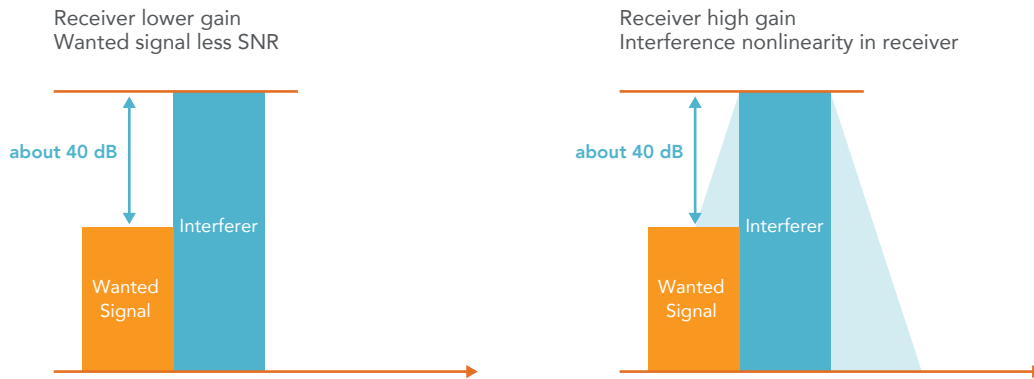 Receiver lower gain
Wanted signal less SNR
about 40 dB
Interferer
Wanted
Signal
Receiver high gain
Interference nonlinearity in receiver
about 40 dB
Interferer
Wanted
Signal